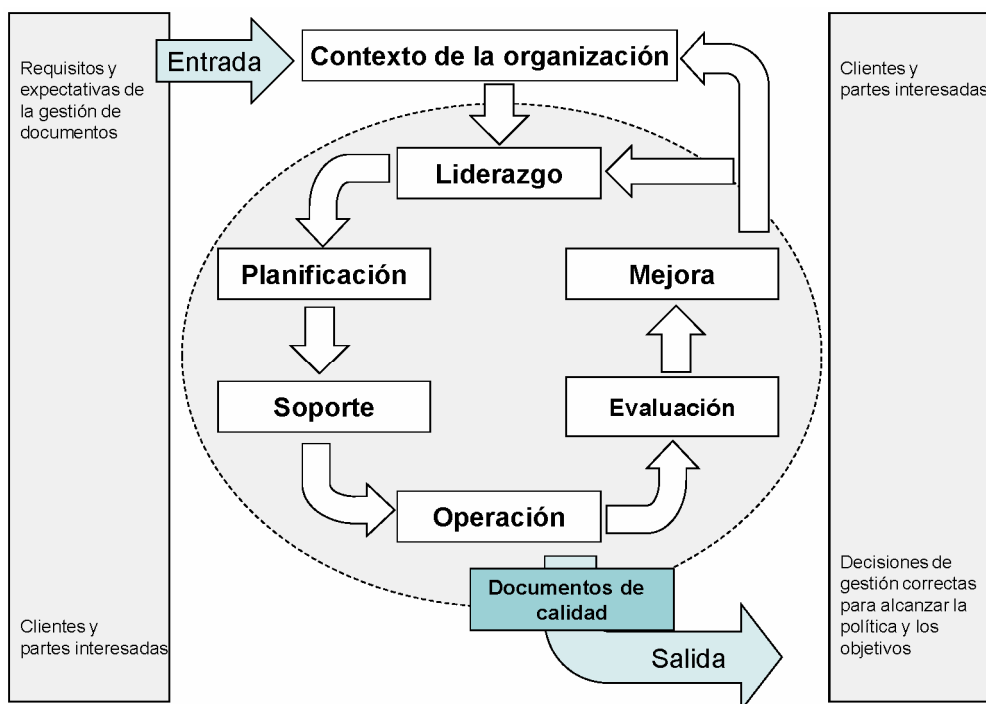 Requisitos y
expectativas de
la gestión de
documentos
Clientes y
partes interesadas
Entrada
Contexto de la organización
Liderazgo
Planificación
Soporte
Operación
Evaluación
Mejora
Documentos de
calidad
Salida
Clientes y
partes interesadas
Decisiones de
gestión correctas
para alcanzar la
política y los
objetivos